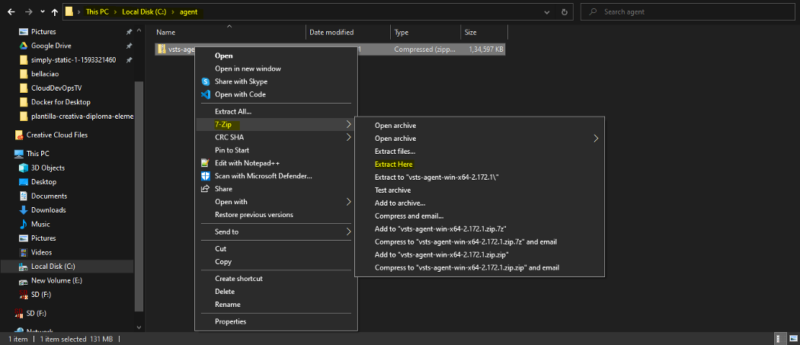 This PC > Local Disk (C:) > agent
Search agent
Pictures
Google Drive
simply-static-1-1593321460
bellaciao
CloudDevOpsTV
Docker for Desktop
plantilla-creativa-diploma-eleme
Creative Cloud Files
This PC
3D Objects
Desktop
Documents
Downloads
Music
Pictures
Videos
Local Disk (C:)
New Volume (E:)
SD (F:)
SD (F:)
Network
Name
Date modified
Type
Size
vsts-ag
1
Compressed (zipp...
1,34,597 KB
Open
Open in new window
Share with Skype
Open with Code
Extract All...
7-Zip
CRC SHA
Pin to Start
Edit with Notepad++
Scan with Microsoft Defender...
Share
Open with
Restore previous versions
Send to
Cut
Copy
Create shortcut
Delete
Rename
Properties
Open archive
Open archive
Extract files...
Extract Here
Extract to "vsts-agent-win-x64-2.172.1\"
Test archive
Add to archive...
Compress and email...
Add to "vsts-agent-win-x64-2.172.1.zip.7z"
Compress to "vsts-agent-win-x64-2.172.1.zip.7z" and email
Add to "vsts-agent-win-x64-2.172.1.zip.zip"
Compress to "vsts-agent-win-x64-2.172.1.zip.zip" and email
1 item
1 item selected 131 MB